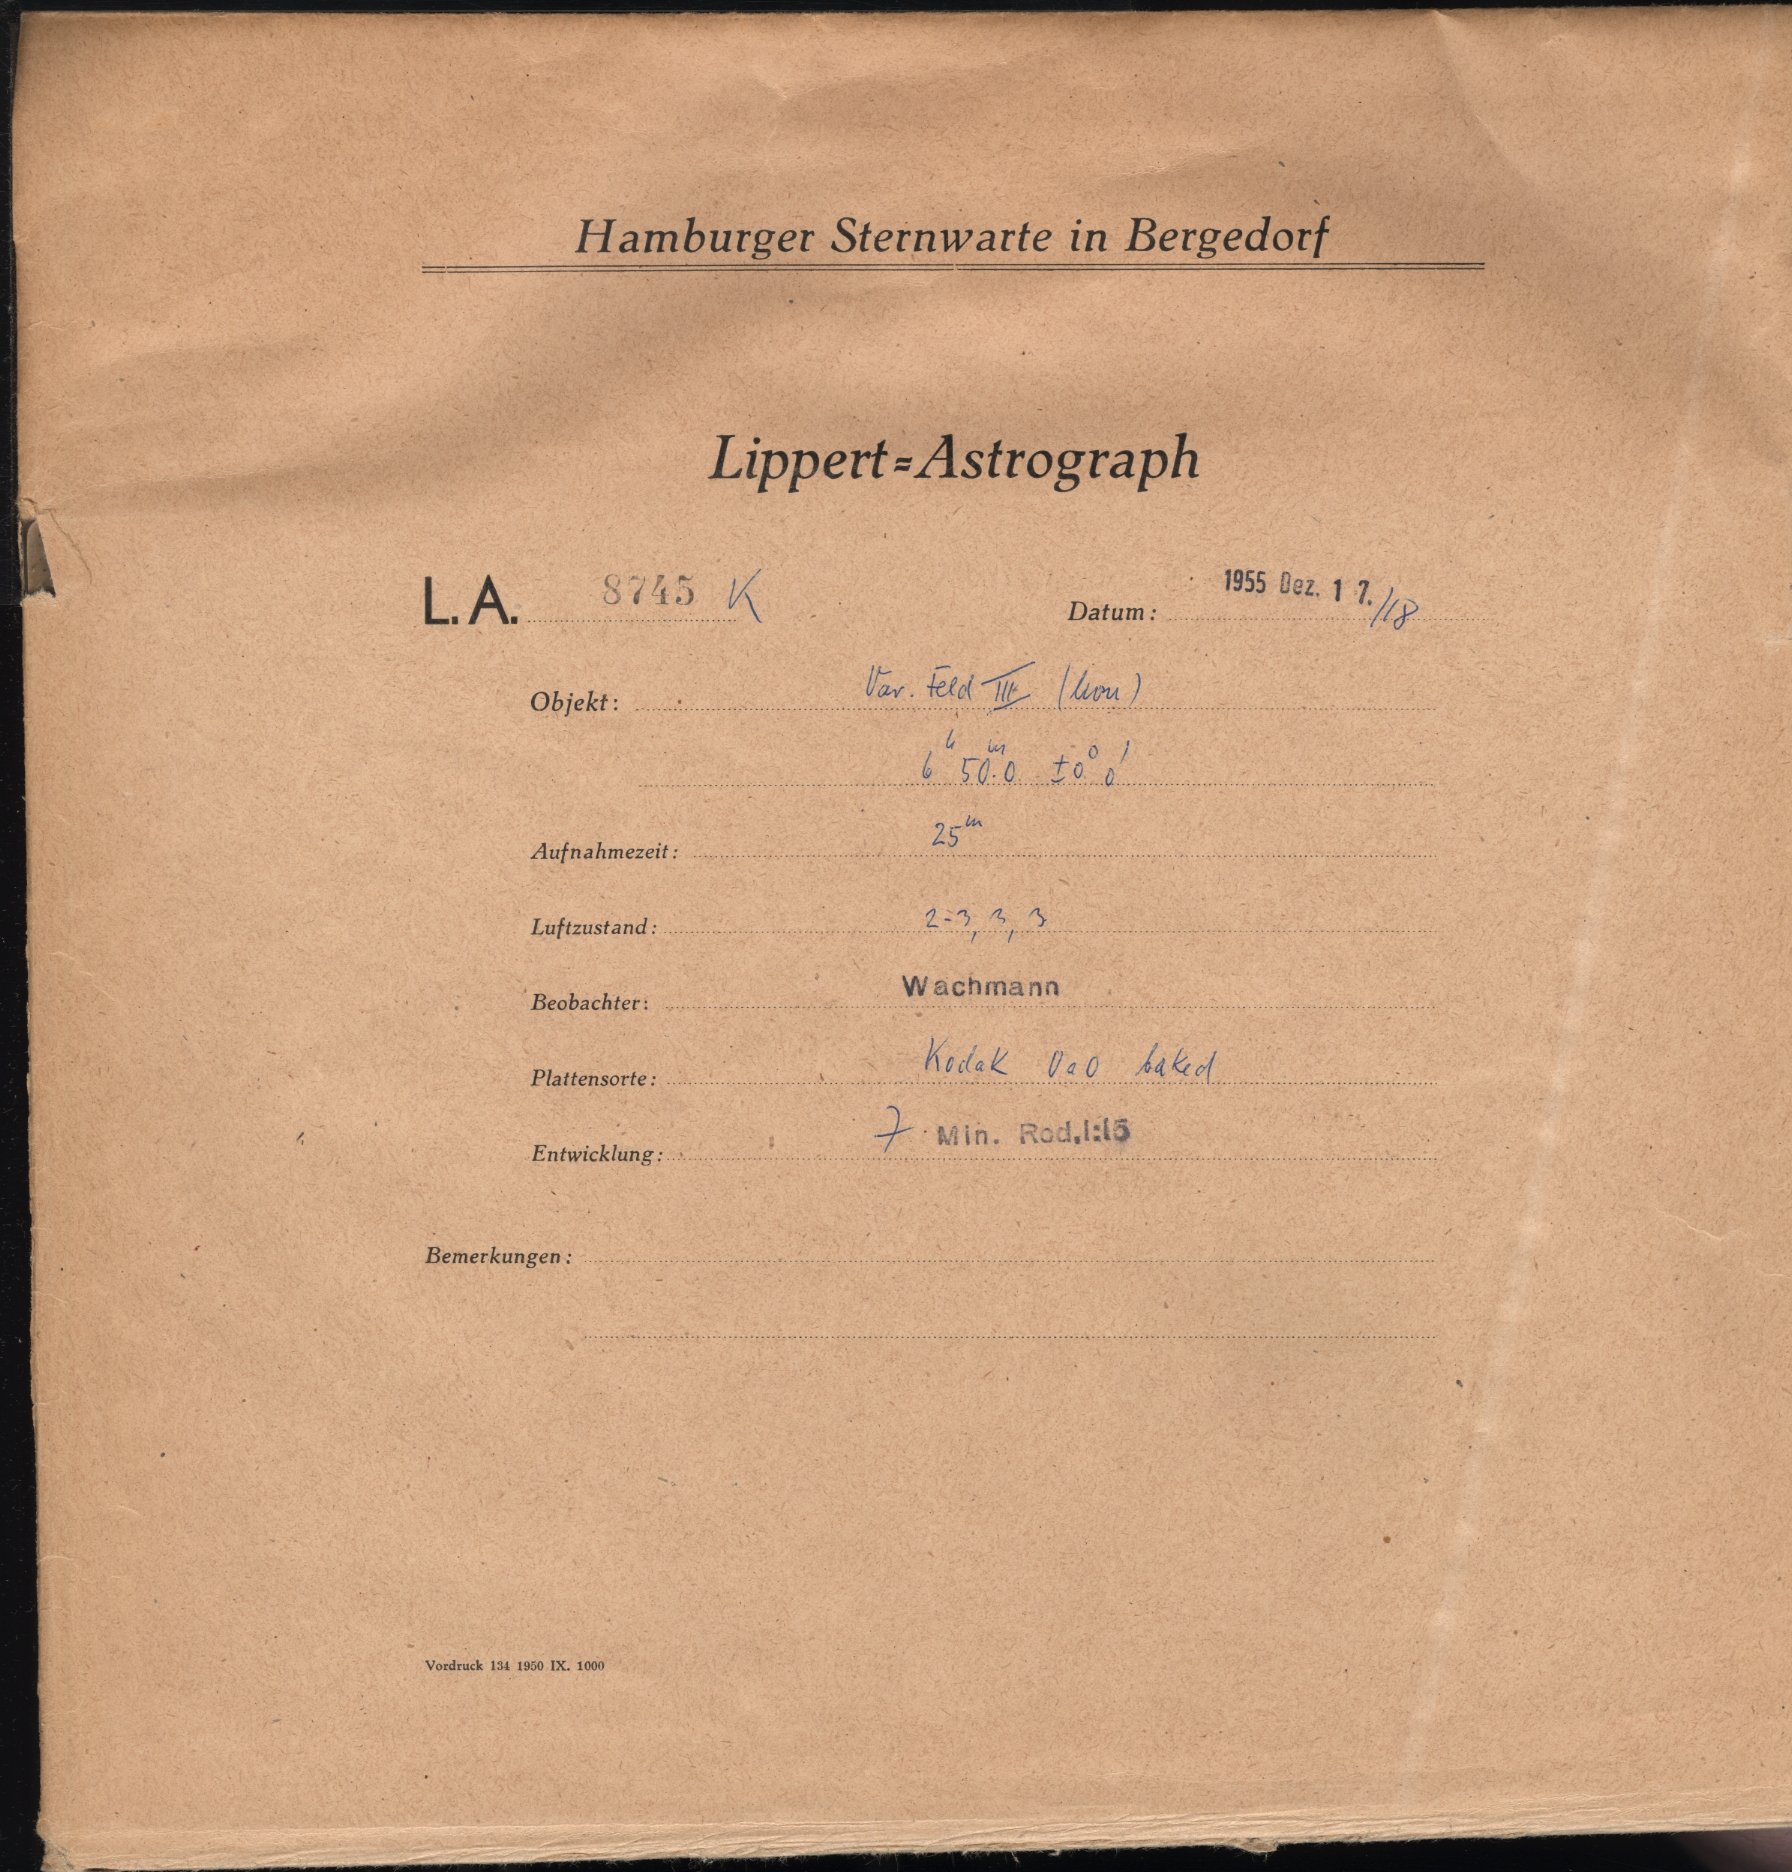 Hamburger Sternwarte in Bergedorf
Lippert=Astrograph
L. A. 8745 K Datum: 1955 Dez. 17./18
Objekt: Var. Feld III (Mon)
6h 50m.0 ±0° 0'
Aufnahmezeit: 25m
Luftzustand: 2-3, 3, 3
Beobachter: Wachmann
Plattensorte: Kodak OaO baked
Entwicklung: 7 Min. Rod. 1:15
Bemerkungen:
Vordruck 134 1950 IX. 1000